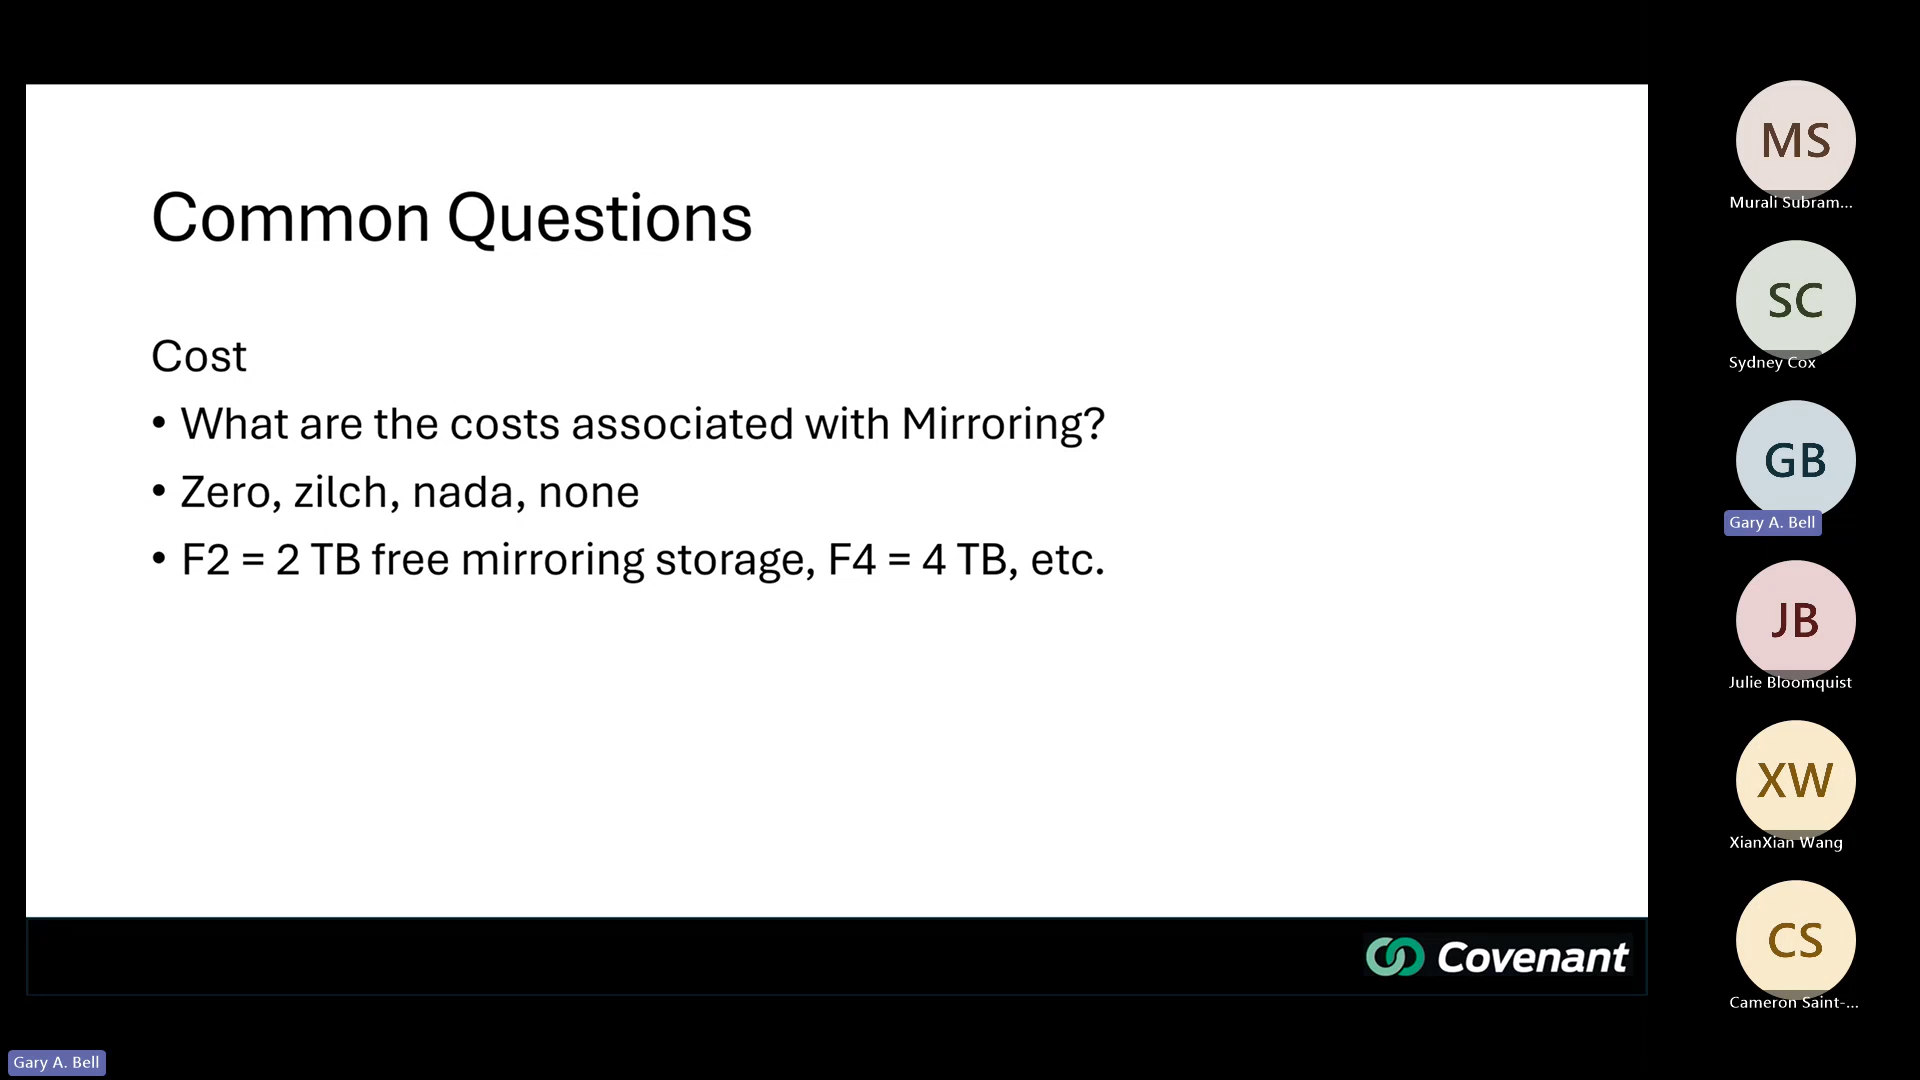 Common Questions
Cost
• What are the costs associated with Mirroring?
• Zero, zilch, nada, none
• F2 = 2 TB free mirroring storage, F4 = 4 TB, etc.
Covenant
MS
Murali Subram...
SC
Sydney Cox
GB
Gary A. Bell
JB
Julie Bloomquist
XW
XianXian Wang
CS
Cameron Saint-...
Gary A. Bell